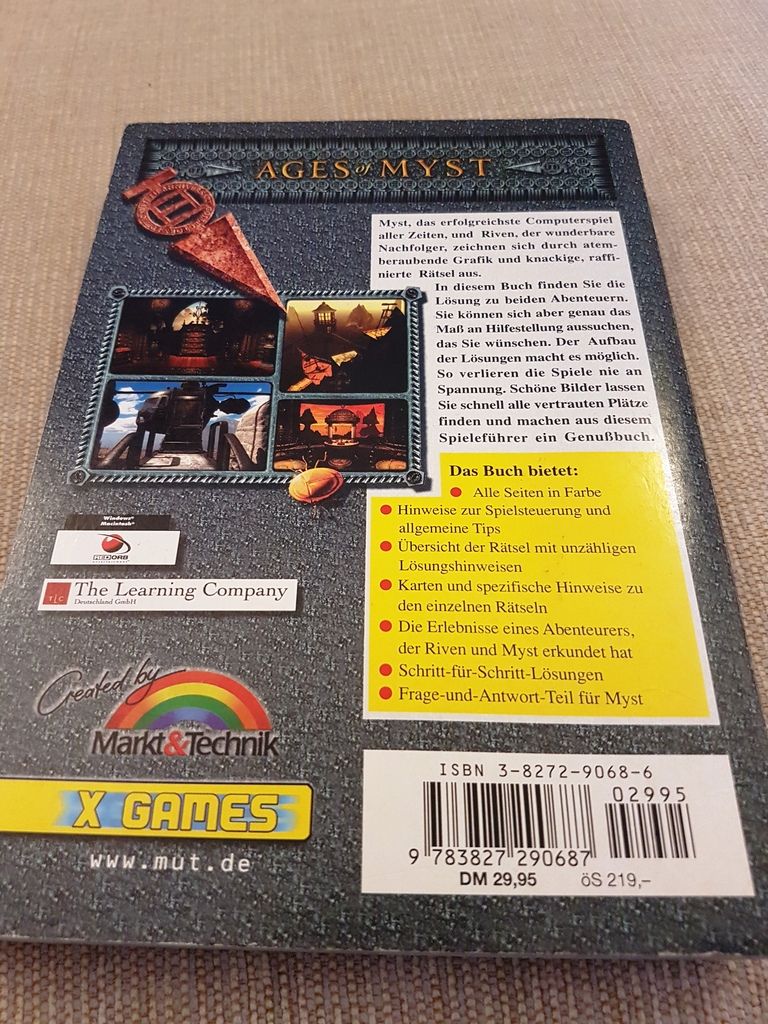 AGES of MYST
Myst, das erfolgreichste Computerspiel
aller Zeiten, und Riven, der wunderbare
Nachfolger, zeichnen sich durch atem-
beraubende Grafik und knackige, raffi-
nierte Rätsel aus.
In diesem Buch finden Sie die
Lösung zu beiden Abenteuern.
Sie können sich aber genau das
Maß an Hilfestellung aussuchen,
das Sie wünschen. Der Aufbau
der Lösungen macht es möglich.
So verlieren die Spiele nie an
Spannung. Schöne Bilder lassen
Sie schnell alle vertrauten Plätze
finden und machen aus diesem
Spieleführer ein Genußbuch.
Das Buch bietet:
Alle Seiten in Farbe
Hinweise zur Spielsteuerung und
allgemeine Tips
Übersicht der Rätsel mit unzähligen
Lösungshinweisen
Karten und spezifische Hinweise zu
den einzelnen Rätseln
Die Erlebnisse eines Abenteurers,
der Riven und Myst erkundet hat
Schritt-für-Schritt-Lösungen
Frage-und-Antwort-Teil für Myst
Windows®
Macintosh®
RED ORB
TLC The Learning Company
Deutschland GmbH
Created by
Markt&Technik
X GAMES
www.mut.de
ISBN 3-8272-9068-6
02995
9 783827 290687
DM 29,95 öS 219,–